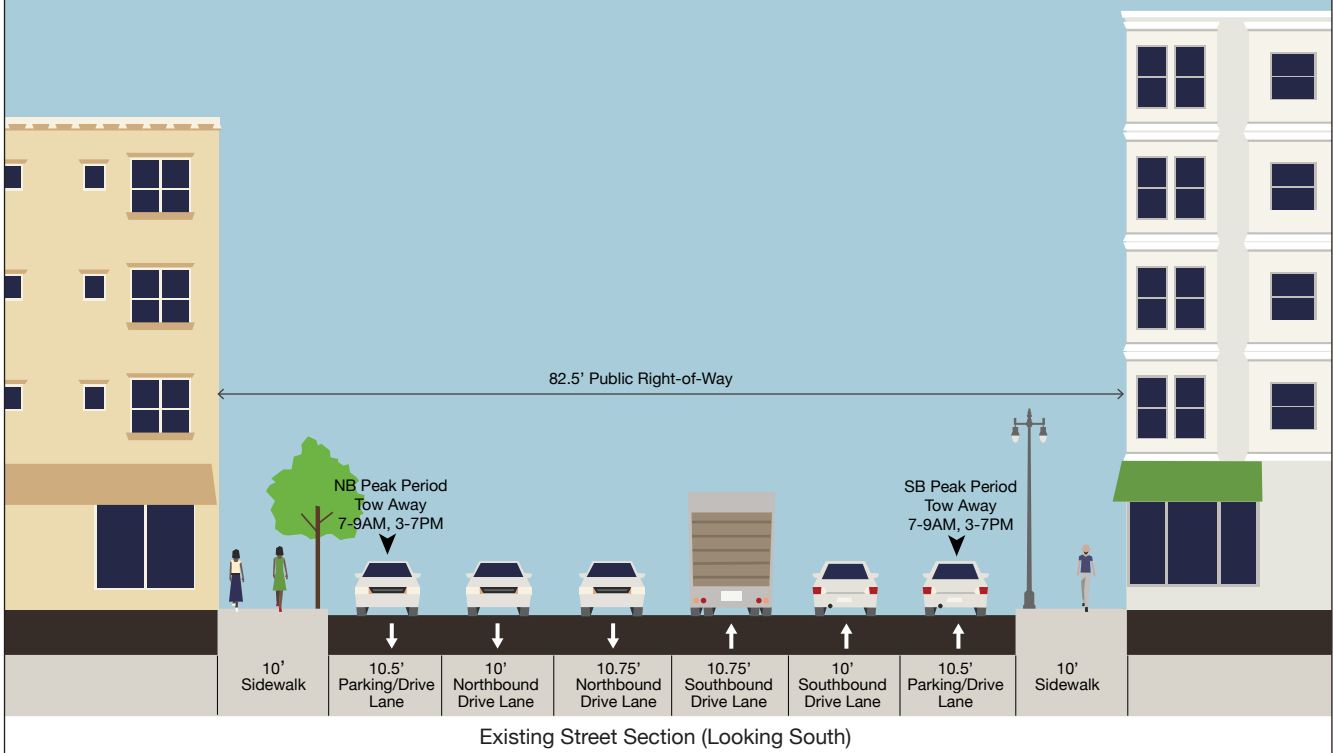 82.5’ Public Right-of-Way
NB Peak Period
Tow Away
7-9AM, 3-7PM
SB Peak Period
Tow Away
7-9AM, 3-7PM
10’
Sidewalk
10.5’
Parking/Drive
Lane
10’
Northbound
Drive Lane
10.75’
Northbound
Drive Lane
10.75’
Southbound
Drive Lane
10’
Southbound
Drive Lane
10.5’
Parking/Drive
Lane
10’
Sidewalk
Existing Street Section (Looking South)